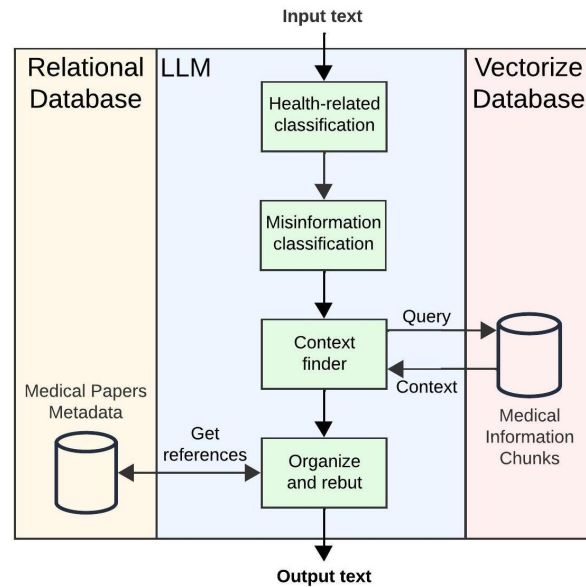 Input text
Relational
Database
LLM
Vectorize
Database
Health-related
classification
Misinformation
classification
Context
finder
Query
Context
Medical
Information
Chunks
Medical Papers
Metadata
Get
references
Organize
and rebut
Output text